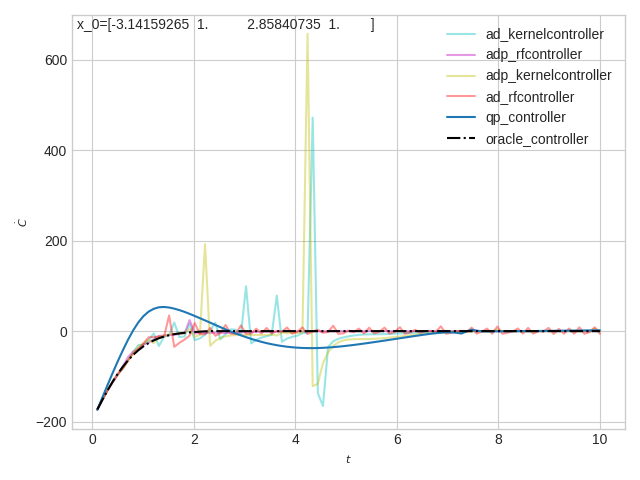 x_0=[-3.14159265 1. 2.85840735 1. ]
ad_kernelcontroller
adp_rfcontroller
adp_kernelcontroller
ad_rfcontroller
qp_controller
oracle_controller
600
400
200
0
−200
Ċ
0 2 4 6 8 10
t